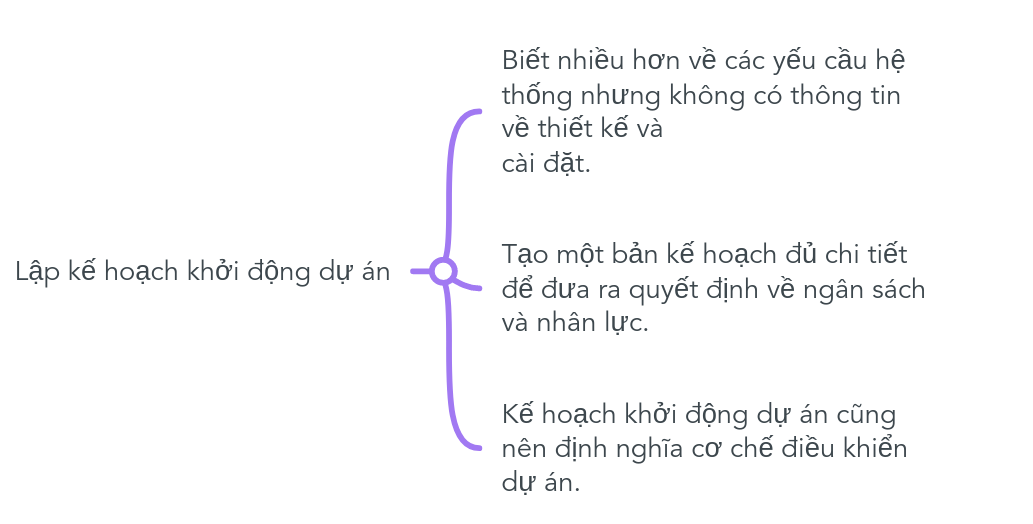 Biết nhiều hơn về các yếu cầu hệ
thống nhưng không có thông tin
về thiết kế và
cài đặt.
Lập kế hoạch khởi động dự án
Tạo một bản kế hoạch đủ chi tiết
để đưa ra quyết định về ngân sách
và nhân lực.
Kế hoạch khởi động dự án cũng
nên định nghĩa cơ chế điều khiển
dự án.